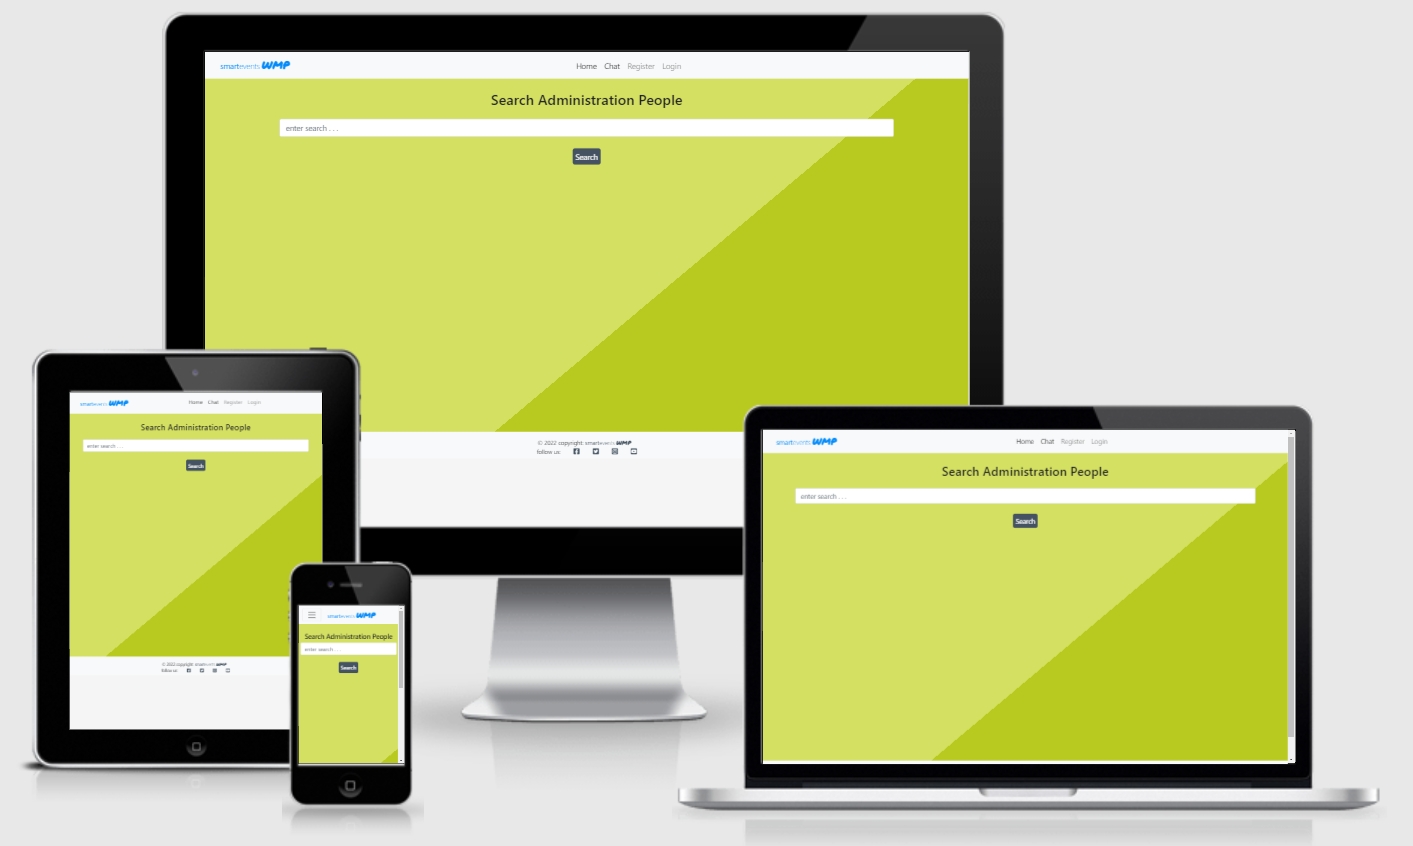 smartevents WMP
Home Chat Register Login
Search Administration People
enter search . . .
Search
© 2022 copyright: smartevents WMP
follow us:
smartevents WMP
Home Chat Register Login
Search Administration People
enter search . . .
Search
© 2022 copyright: smartevents WMP
follow us:
smartevents WMP
Search Administration People
enter search . . .
Search
smartevents WMP
Home Chat Register Login
Search Administration People
enter search . . .
Search